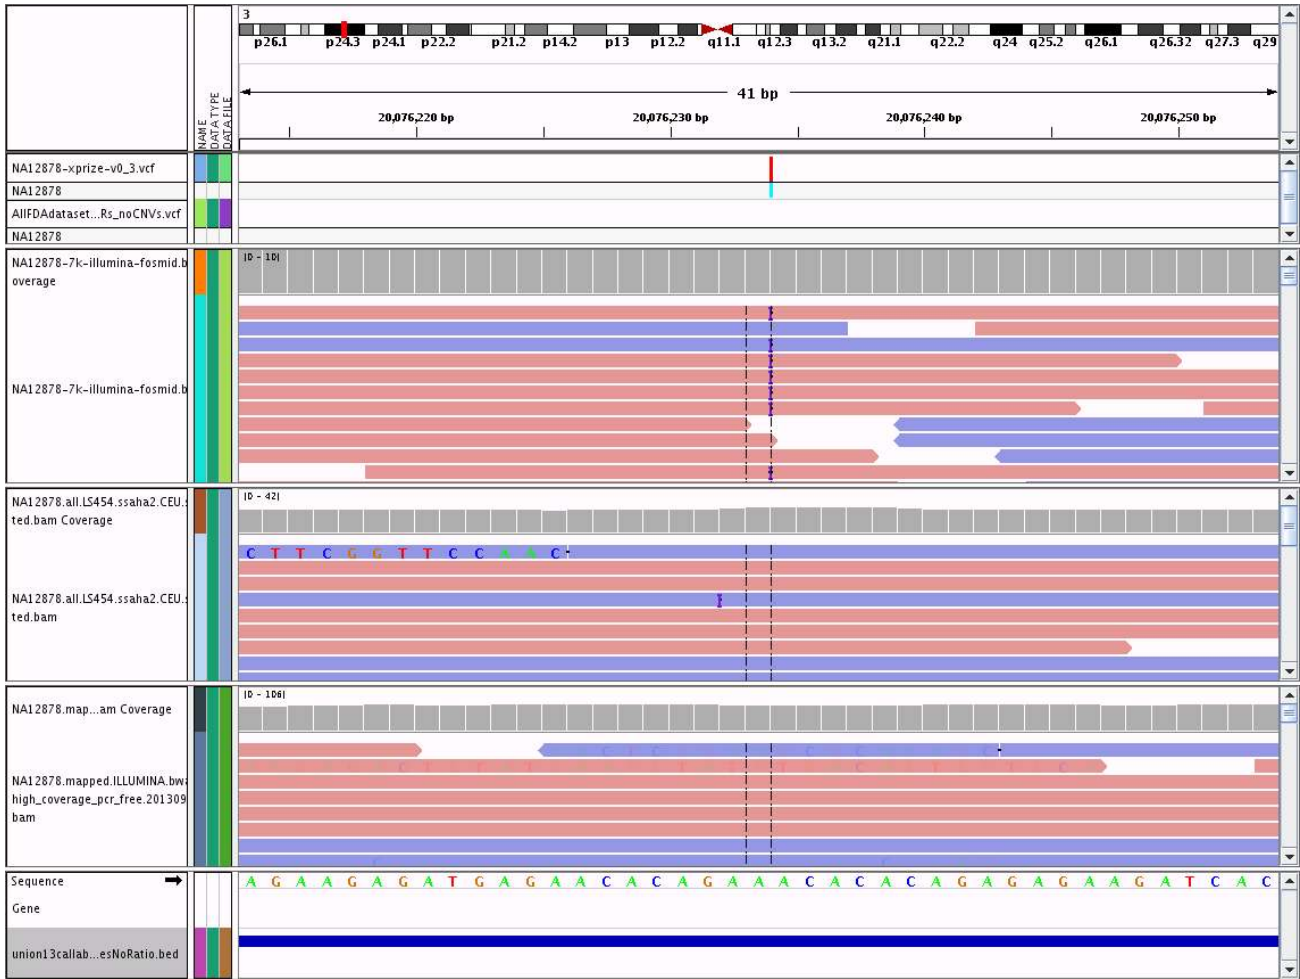 3
p26.1 p24.3 p24.1 p22.2 p21.2 p14.2 p13 p12.2 q11.1 q12.3 q13.2 q21.1 q22.2 q24 q25.2 q26.1 q26.32 q27.3 q29
41 bp
NAME
DATA TYPE
DATA FILE
20,076,220 bp 20,076,230 bp 20,076,240 bp 20,076,250 bp
NA12878-xprize-v0_3.vcf
NA12878
AllFDAdataset...Rs_noCNVs.vcf
NA12878
NA12878-7k-illumina-fosmid.b
overage
[0 - 10]
NA12878-7k-illumina-fosmid.b
NA12878.all.LS454.ssaha2.CEU.s
ted.bam Coverage
[0 - 42]
C T T C G G T T C C A A C
NA12878.all.LS454.ssaha2.CEU.s
ted.bam
NA12878.map...am Coverage
[0 - 106]
NA12878.mapped.ILLUMINA.bwa
high_coverage_pcr_free.201309
bam
Sequence
A G A A G A G A T G A G A A C A C A G A A A C A C A C A G A G A G A A G A T C A C
Gene
union13callab...esNoRatio.bed